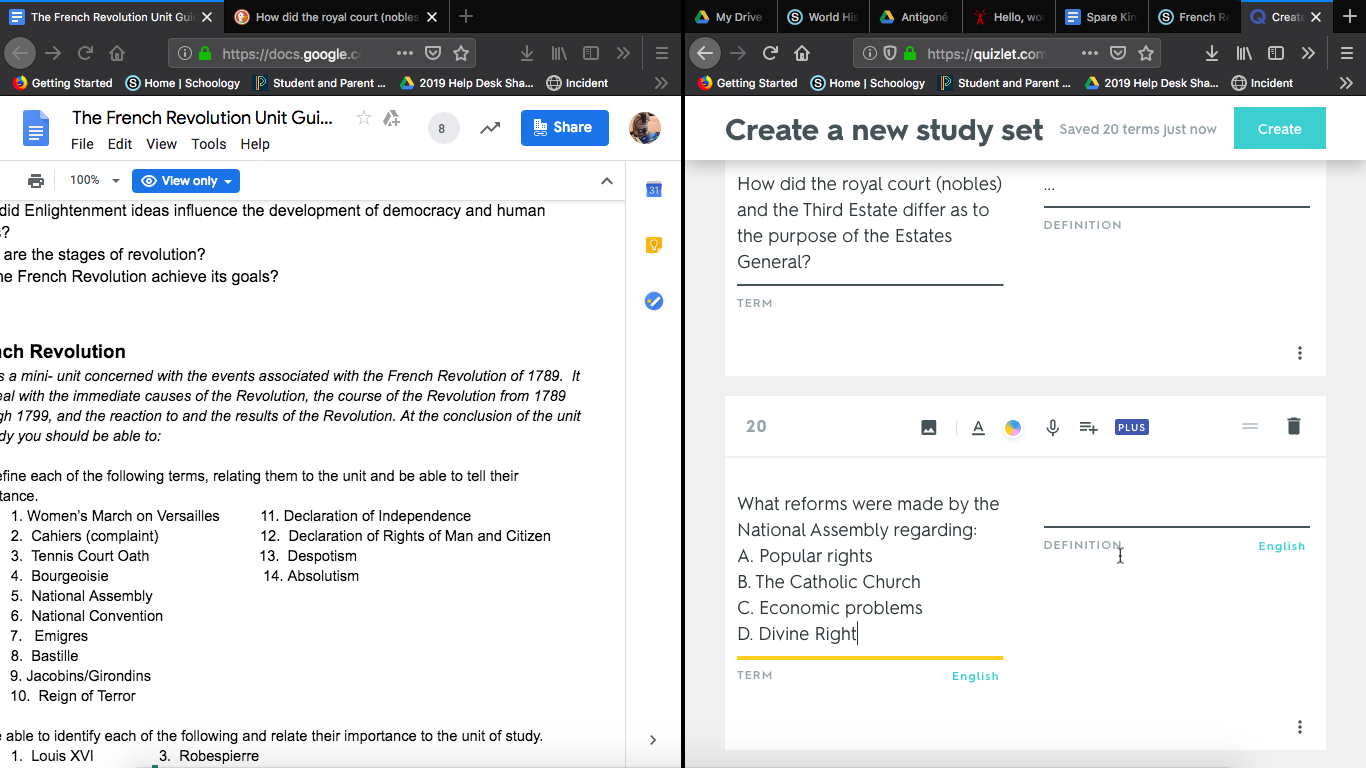 The French Revolution Unit Gui
How did the royal court (nobles
https://docs.google.c
Getting Started
Home | Schoology
Student and Parent ...
2019 Help Desk Sha...
Incident
The French Revolution Unit Gui...
File Edit View Tools Help
8
Share
100%
View only
31
did Enlightenment ideas influence the development of democracy and human
s?
are the stages of revolution?
he French Revolution achieve its goals?
nch Revolution
s a mini- unit concerned with the events associated with the French Revolution of 1789. It
eal with the immediate causes of the Revolution, the course of the Revolution from 1789
gh 1799, and the reaction to and the results of the Revolution. At the conclusion of the unit
dy you should be able to:
efine each of the following terms, relating them to the unit and be able to tell their
tance.
1. Women's March on Versailles
2. Cahiers (complaint)
3. Tennis Court Oath
4. Bourgeoisie
5. National Assembly
6. National Convention
7. Emigres
8. Bastille
9. Jacobins/Girondins
10. Reign of Terror
11. Declaration of Independence
12. Declaration of Rights of Man and Citizen
13. Despotism
14. Absolutism
e able to identify each of the following and relate their importance to the unit of study.
1. Louis XVI 3. Robespierre
My Drive
World His
Antigoné
Hello, wo
Spare Kin
French Re
Create
https://quizlet.com
Getting Started
Home | Schoology
Student and Parent ...
2019 Help Desk Sha...
Incident
Create a new study set
Saved 20 terms just now
Create
How did the royal court (nobles)
and the Third Estate differ as to
the purpose of the Estates
General?
TERM
...
DEFINITION
20
A
PLUS
What reforms were made by the
National Assembly regarding:
A. Popular rights
B. The Catholic Church
C. Economic problems
D. Divine Right
TERM
English
DEFINITION
English